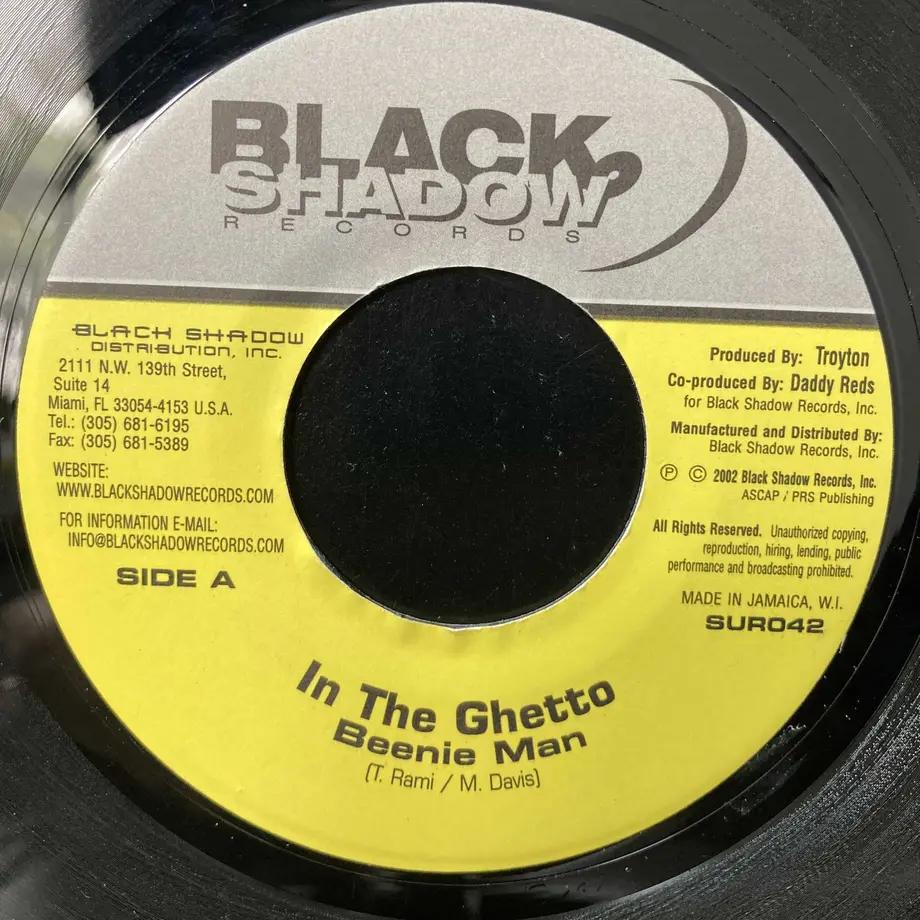 BLACK
SHADOW
RECORDS
BLACK SHADOW
DISTRIBUTION, INC.
2111 N.W. 139th Street,
Suite 14
Miami, FL 33054-4153 U.S.A.
Tel.: (305) 681-6195
Fax: (305) 681-5389
WEBSITE:
WWW.BLACKSHADOWRECORDS.COM
FOR INFORMATION E-MAIL:
INFO@BLACKSHADOWRECORDS.COM
SIDE A
Produced By: Troyton
Co-produced By: Daddy Reds
for Black Shadow Records, Inc.
Manufactured and Distributed By:
Black Shadow Records, Inc.
℗ © 2002 Black Shadow Records, Inc.
ASCAP / PRS Publishing
All Rights Reserved. Unauthorized copying,
reproduction, hiring, lending, public
performance and broadcasting prohibited.
MADE IN JAMAICA, W.I.
SUR042
In The Ghetto
Beenie Man
(T. Rami / M. Davis)